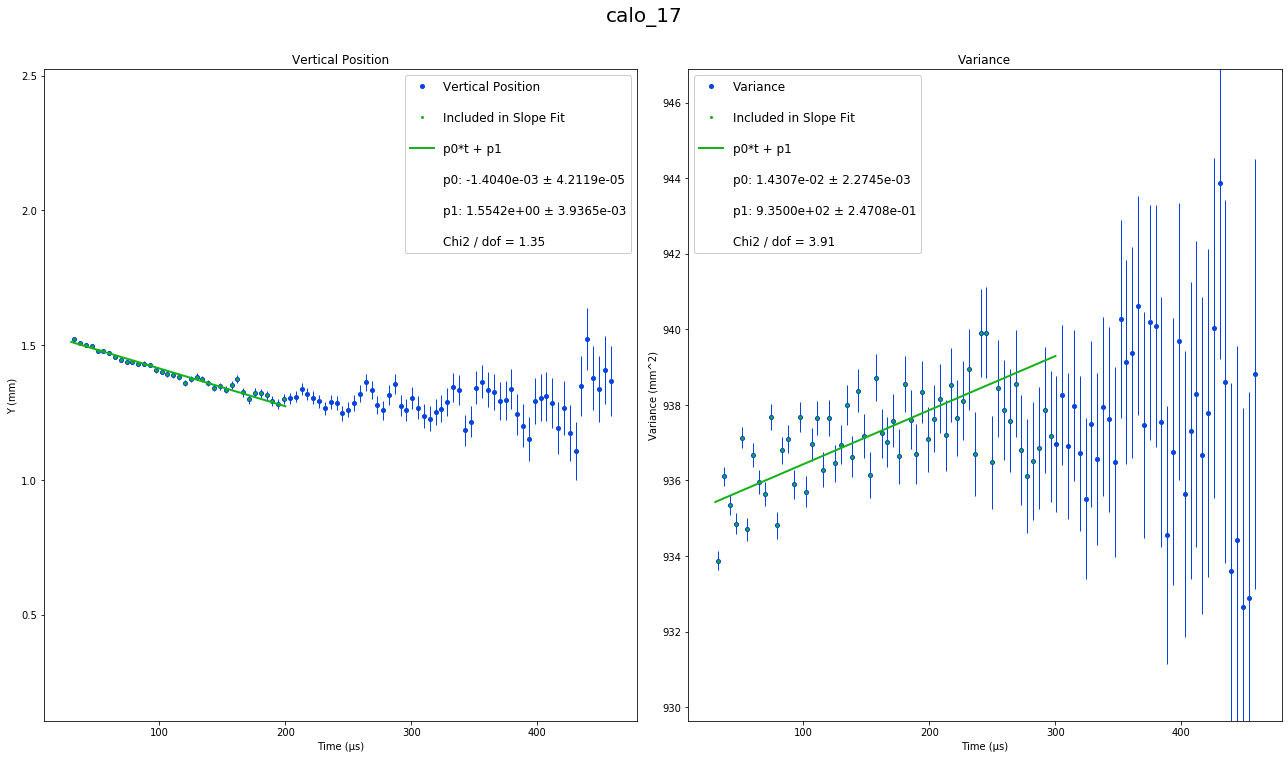 calo_17
Vertical Position
Vertical Position
Included in Slope Fit
p0*t + p1
p0: -1.4040e-03 ± 4.2119e-05
p1: 1.5542e+00 ± 3.9365e-03
Chi2 / dof = 1.35
2.5
2.0
1.5
1.0
0.5
Y (mm)
100
200
300
400
Time (µs)
Variance
Variance
Included in Slope Fit
p0*t + p1
p0: 1.4307e-02 ± 2.2745e-03
p1: 9.3500e+02 ± 2.4708e-01
Chi2 / dof = 3.91
946
944
942
940
938
936
934
932
930
Variance (mm^2)
100
200
300
400
Time (µs)